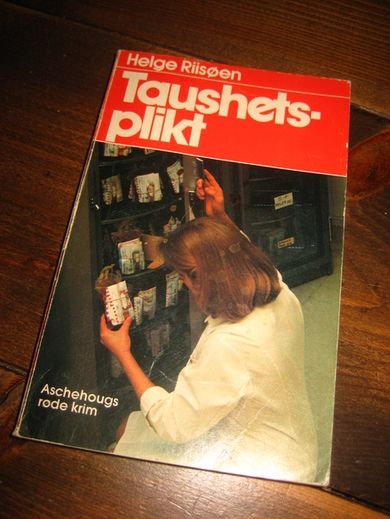 Helge Riisøen
Taushets-
plikt
Aschehougs
røde krim